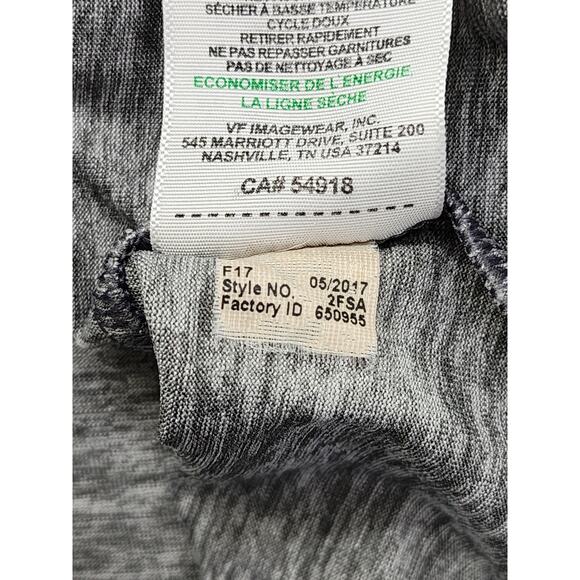 SÉCHER À BASSE TEMPÉRATURE
CYCLE DOUX
RETIRER RAPIDEMENT
NE PAS REPASSER GARNITURES
PAS DE NETTOYAGE À SEC
ECONOMISER DE L'ENERGIE,
LA LIGNE SÈCHE
VF IMAGEWEAR, INC.
545 MARRIOTT DRIVE, SUITE 200
NASHVILLE, TN USA 37214
CA# 54918
F17 05/2017
Style NO. 2FSA
Factory ID 650955